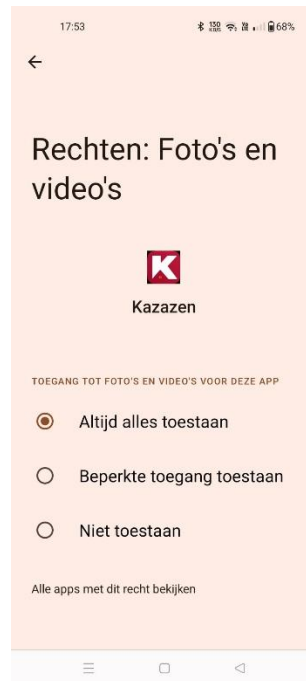 17:53 68%
Rechten: Foto's en
video's
K
Kazazen
TOEGANG TOT FOTO'S EN VIDEO'S VOOR DEZE APP
Altijd alles toestaan
Beperkte toegang toestaan
Niet toestaan
Alle apps met dit recht bekijken